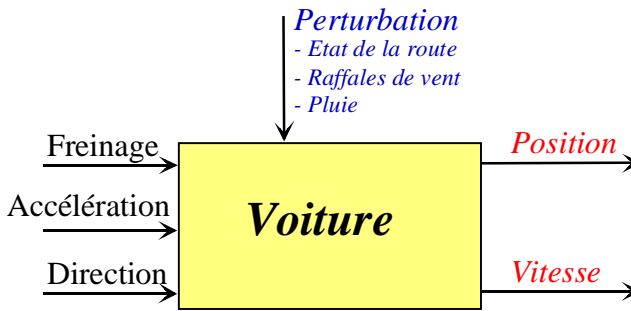 Perturbation
- Etat de la route
- Raffales de vent
- Pluie
Freinage
Accélération
Direction
Voiture
Position
Vitesse